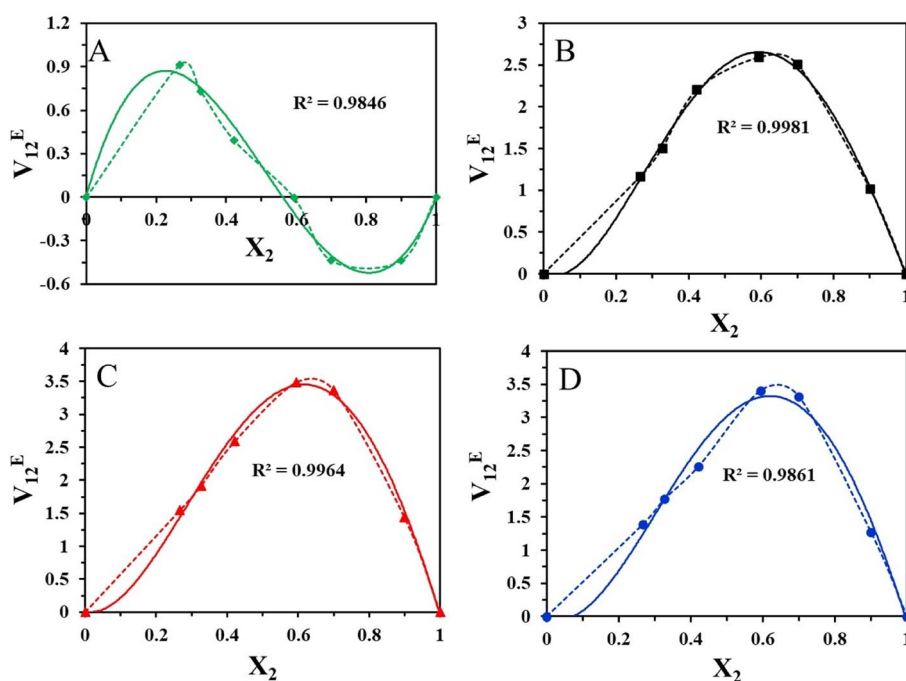 A
1.2
0.9
0.6
0.3
0
-0.3
-0.6
V₁₂ᴱ
R² = 0.9846
0 0.2 0.4 0.6 0.8 1
X₂
B
3
2.5
2
1.5
1
0.5
0
V₁₂ᴱ
R² = 0.9981
0 0.2 0.4 0.6 0.8 1
X₂
C
4
3.5
3
2.5
2
1.5
1
0.5
0
V₁₂ᴱ
R² = 0.9964
0 0.2 0.4 0.6 0.8 1
X₂
D
4
3.5
3
2.5
2
1.5
1
0.5
0
V₁₂ᴱ
R² = 0.9861
0 0.2 0.4 0.6 0.8 1
X₂